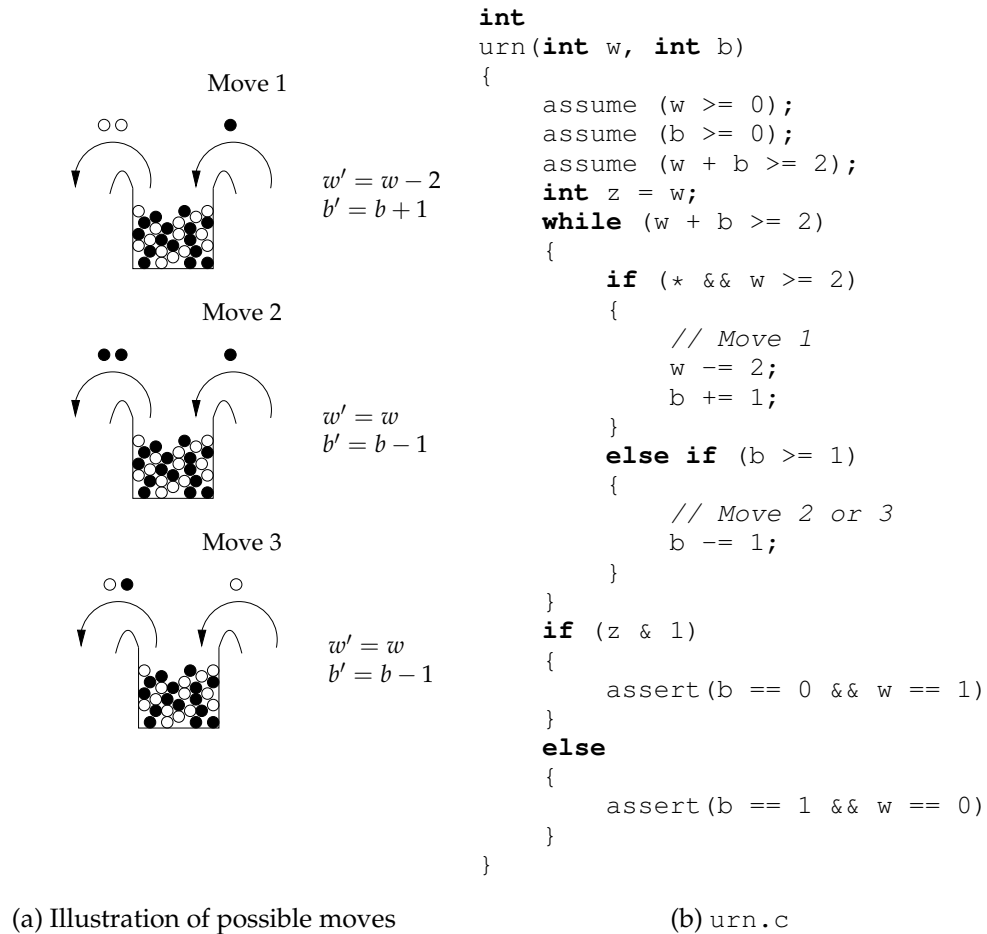 Move 1
w′ = w − 2
b′ = b + 1
Move 2
w′ = w
b′ = b − 1
Move 3
w′ = w
b′ = b − 1
(a) Illustration of possible moves
int
urn(int w, int b)
{
    assume (w >= 0);
    assume (b >= 0);
    assume (w + b >= 2);
    int z = w;
    while (w + b >= 2)
    {
        if (* && w >= 2)
        {
            // Move 1
            w -= 2;
            b += 1;
        }
        else if (b >= 1)
        {
            // Move 2 or 3
            b -= 1;
        }
    }
    if (z & 1)
    {
        assert(b == 0 && w == 1)
    }
    else
    {
        assert(b == 1 && w == 0)
    }
}
(b) urn.c